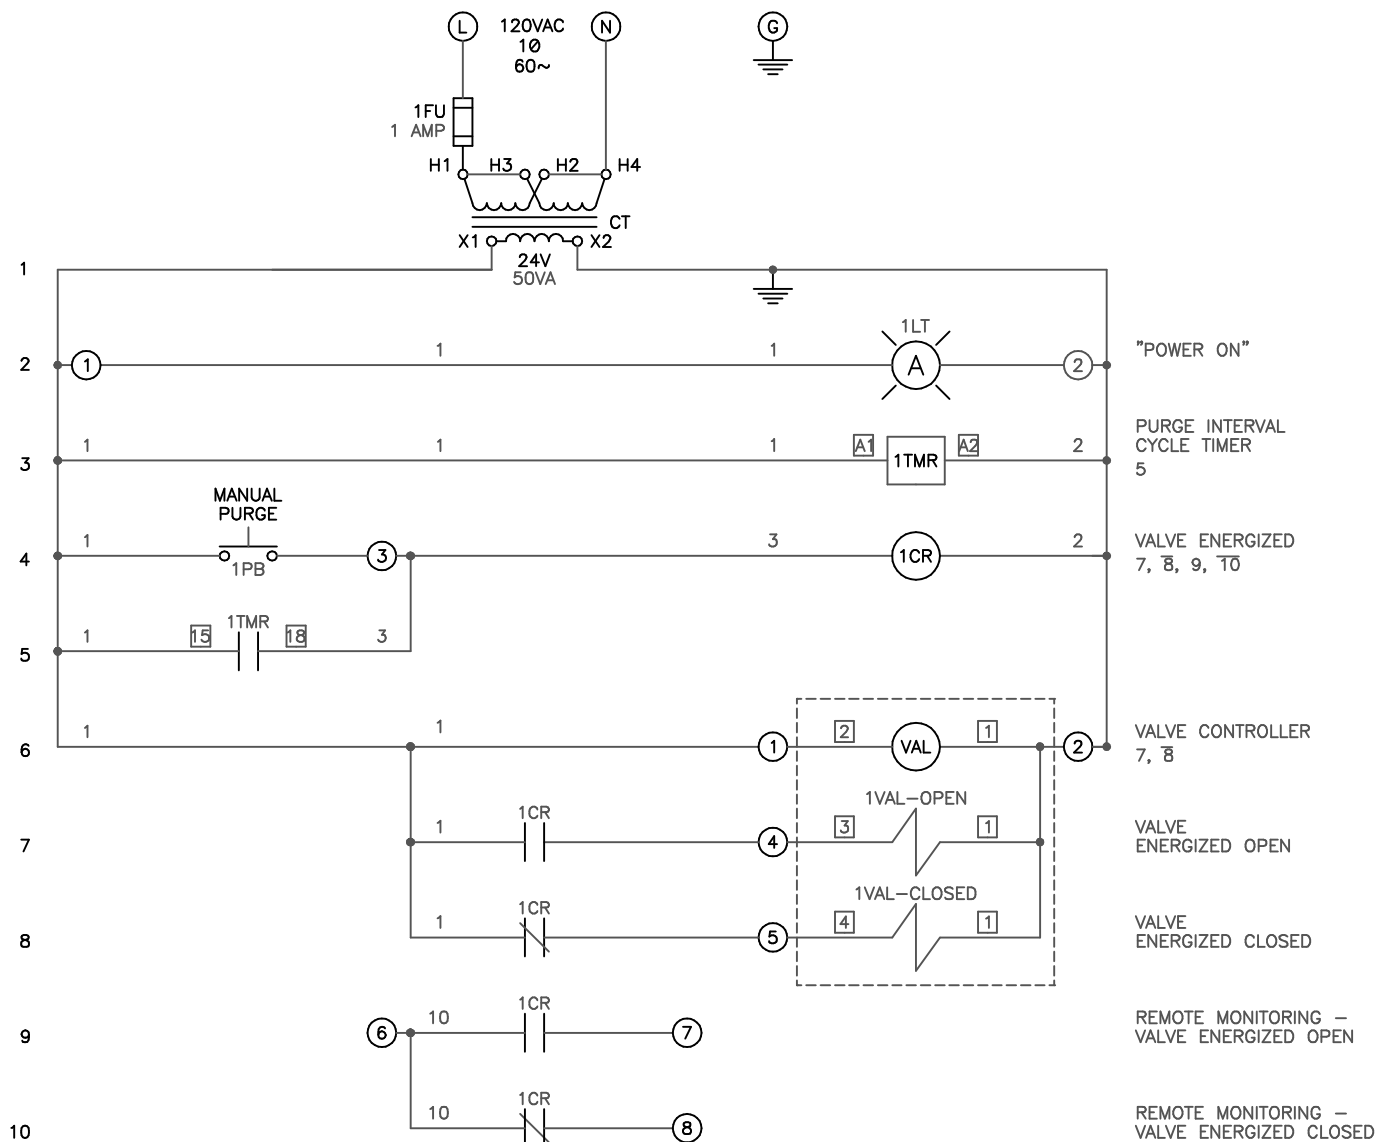 L 120VAC N G
10
60~
1FU
1 AMP
H1 H3 H2 H4
CT
X1 X2
24V
50VA
1
1LT
2 1 1 1 A 2 "POWER ON"
PURGE INTERVAL
CYCLE TIMER
5
3 1 1 1 A1 1TMR A2 2
MANUAL
PURGE
4 1 1PB 3 3 1CR 2
VALVE ENERGIZED
7, 8̅, 9, 1̅0̅
1TMR
5 1 15 18 3
6 1 1 1 2 VAL 1 2
VALVE CONTROLLER
7, 8̅
1VAL-OPEN
1CR
7 1 4 3 1
VALVE
ENERGIZED OPEN
1VAL-CLOSED
1CR
8 1 5 4 1
VALVE
ENERGIZED CLOSED
1CR
9 6 10 7
REMOTE MONITORING -
VALVE ENERGIZED OPEN
1CR
10 10 8
REMOTE MONITORING -
VALVE ENERGIZED CLOSED